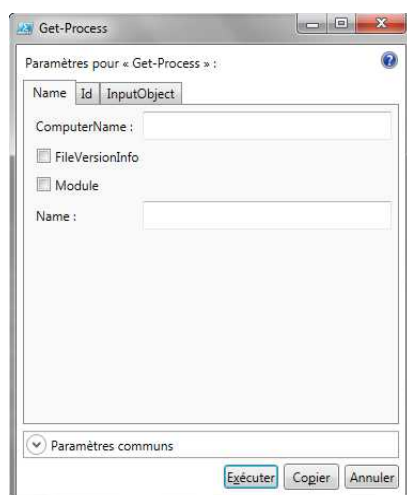 Get-Process
Paramètres pour « Get-Process » :
Name Id InputObject
ComputerName :
FileVersionInfo
Module
Name :
Paramètres communs
Exécuter Copier Annuler